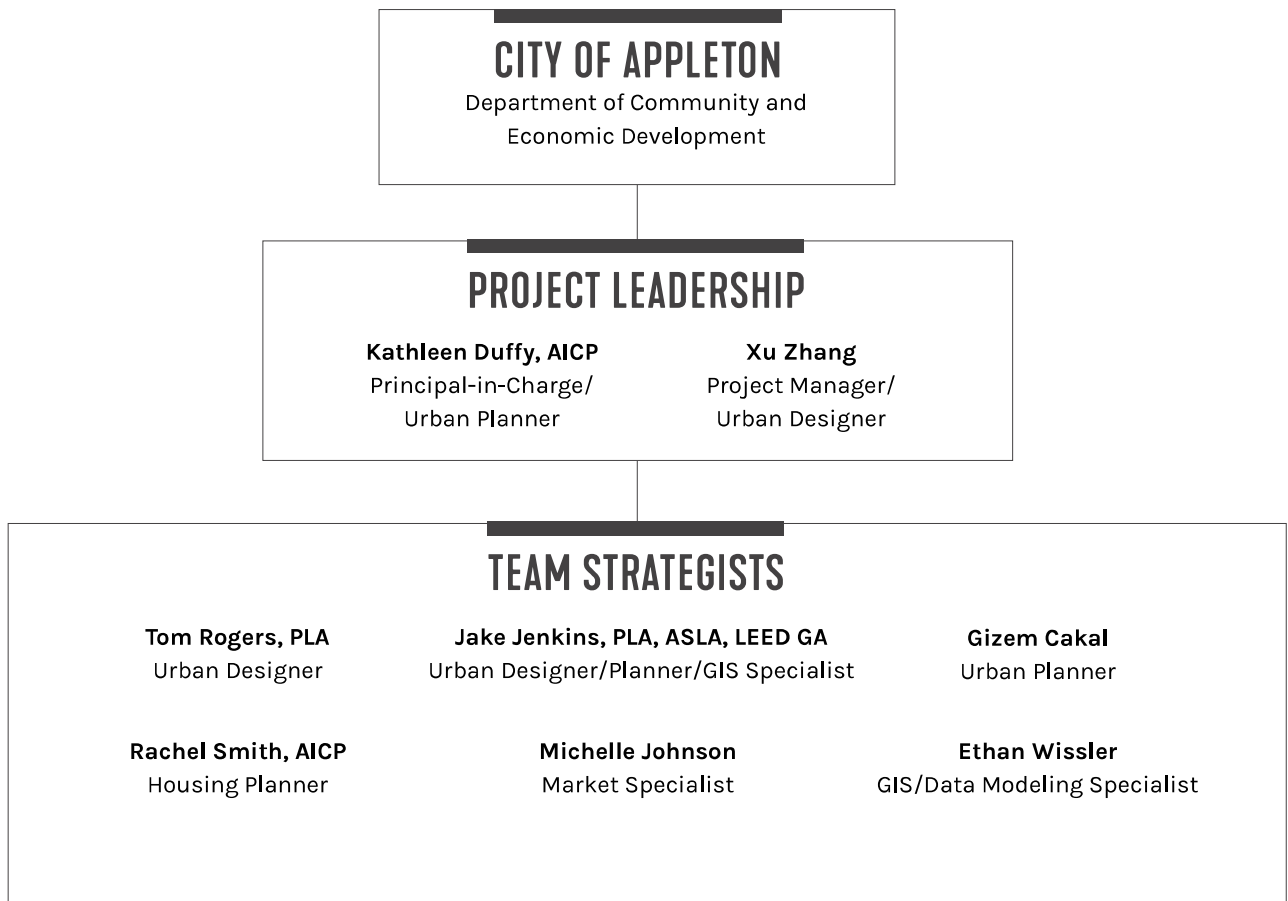 CITY OF APPLETON
Department of Community and
Economic Development
PROJECT LEADERSHIP
Kathleen Duffy, AICP
Principal-in-Charge/
Urban Planner
Xu Zhang
Project Manager/
Urban Designer
TEAM STRATEGISTS
Tom Rogers, PLA
Urban Designer
Jake Jenkins, PLA, ASLA, LEED GA
Urban Designer/Planner/GIS Specialist
Gizem Cakal
Urban Planner
Rachel Smith, AICP
Housing Planner
Michelle Johnson
Market Specialist
Ethan Wissler
GIS/Data Modeling Specialist